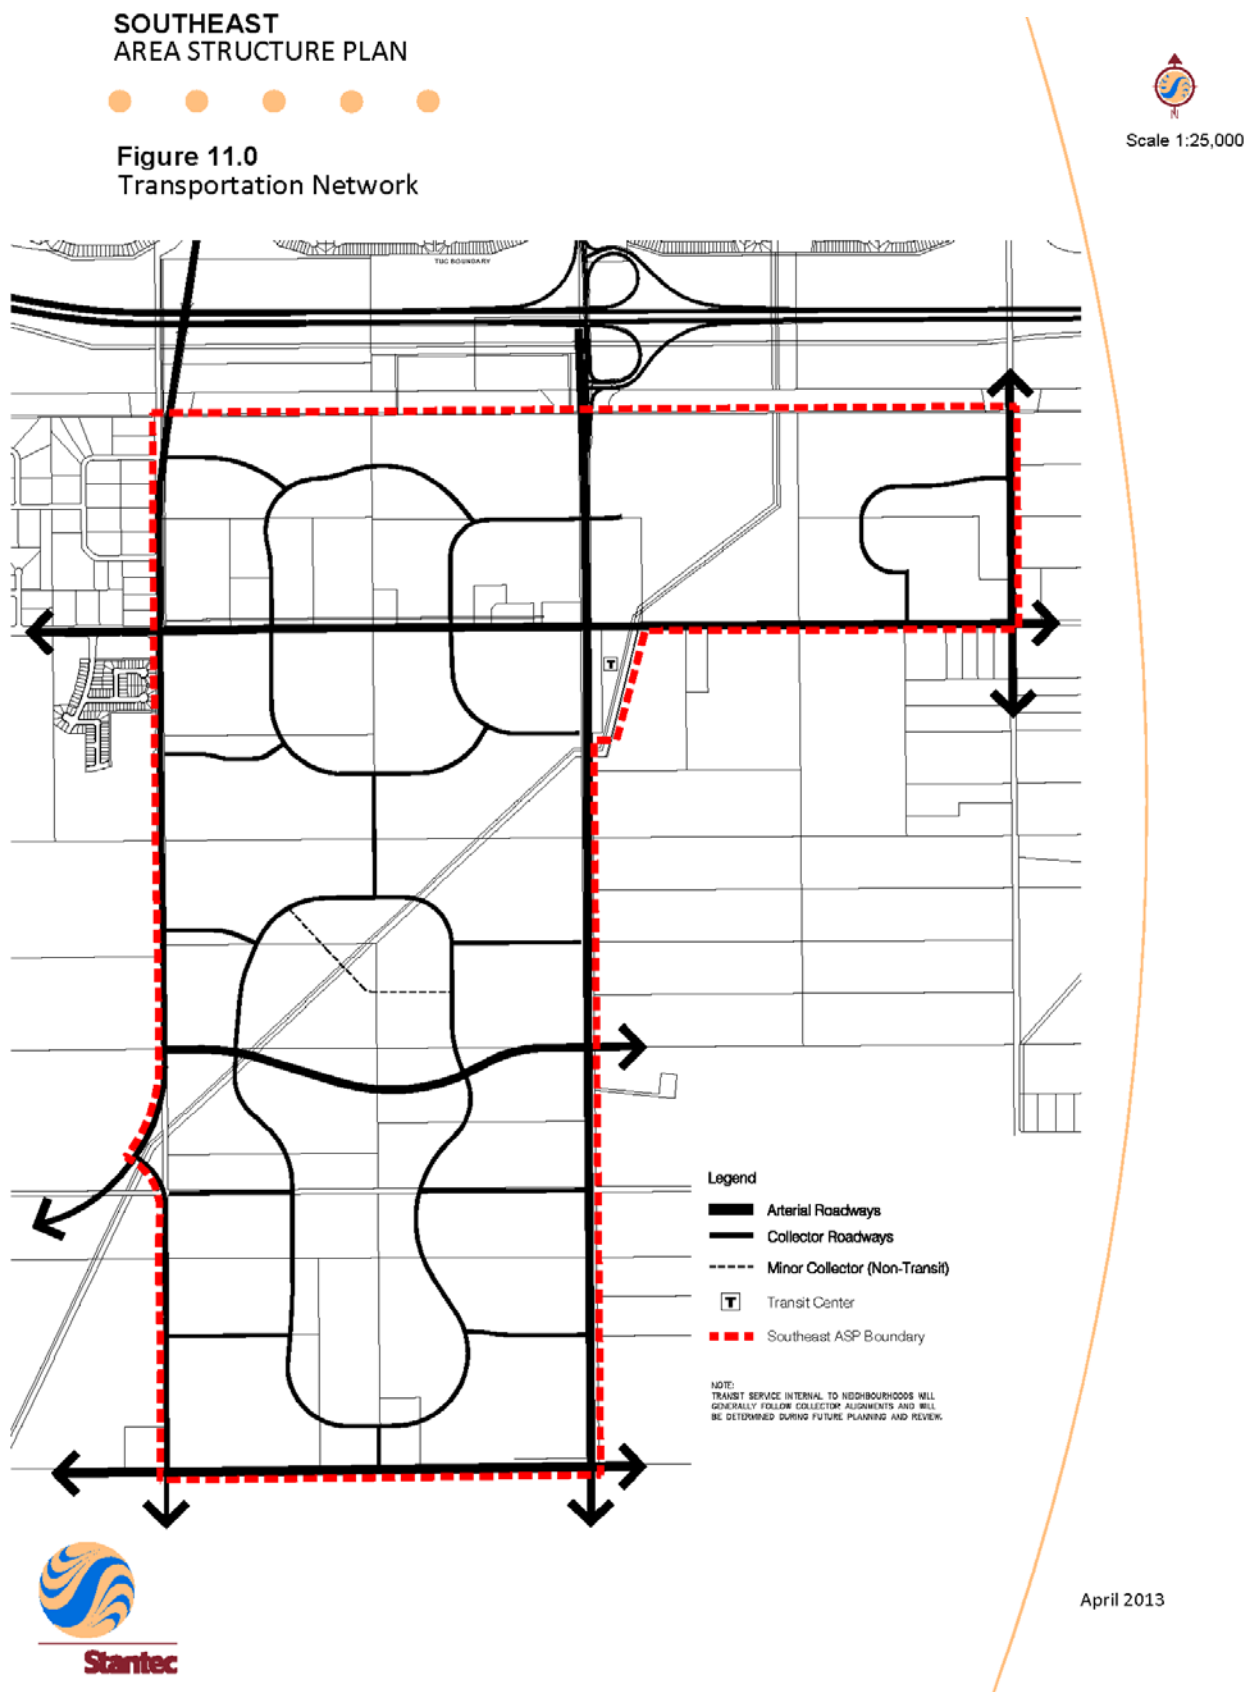 SOUTHEAST
AREA STRUCTURE PLAN
Figure 11.0
Transportation Network
N
Scale 1:25,000
TUC BOUNDARY
T
Legend
Arterial Roadways
Collector Roadways
Minor Collector (Non-Transit)
T Transit Center
Southeast ASP Boundary
NOTE:
TRANSIT SERVICE INTERNAL TO NEIGHBOURHOODS WILL
GENERALLY FOLLOW COLLECTOR ALIGNMENTS AND WILL
BE DETERMINED DURING FUTURE PLANNING AND REVIEW.
April 2013
Stantec